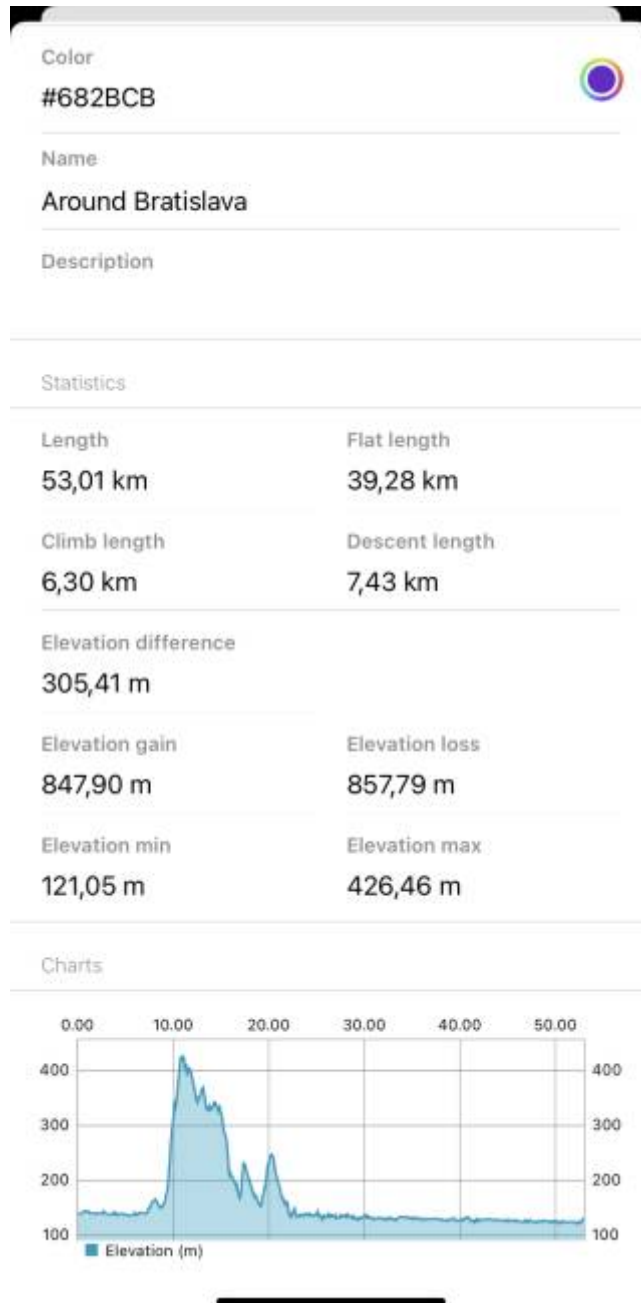 Color
#682BCB
Name
Around Bratislava
Description
Statistics
Length Flat length
53,01 km 39,28 km
Climb length Descent length
6,30 km 7,43 km
Elevation difference
305,41 m
Elevation gain Elevation loss
847,90 m 857,79 m
Elevation min Elevation max
121,05 m 426,46 m
Charts
0.00 10.00 20.00 30.00 40.00 50.00
400 400
300 300
200 200
100 100
Elevation (m)